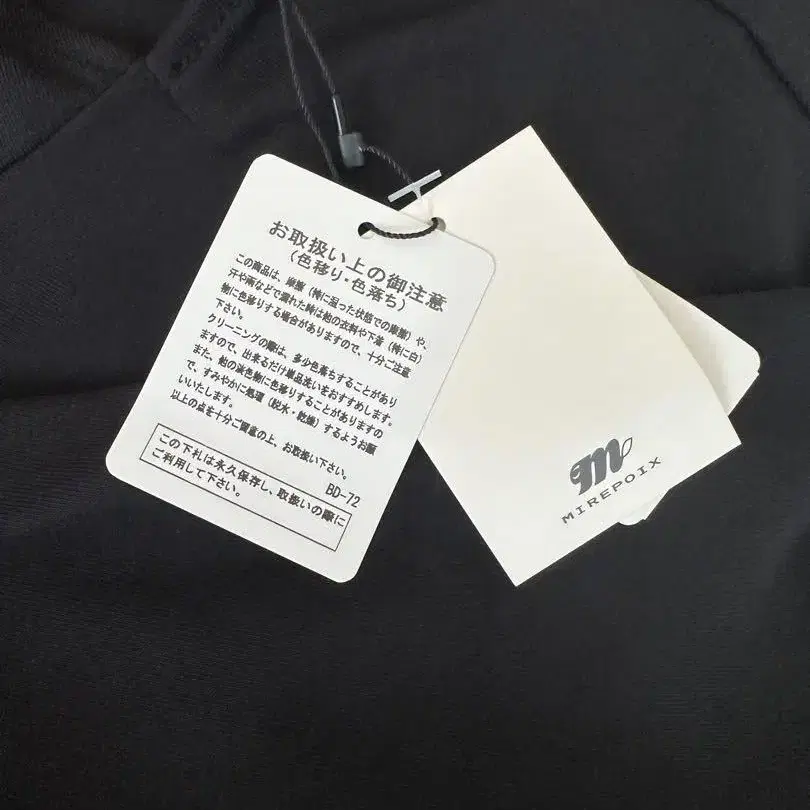 お取扱い上の御注意
(色移り・色落ち)
この商品は、摩擦(特に湿った状態での摩擦)や、
汗や雨などで濡れた時は他の衣料や下着(特に白)
物に色移りする場合がありますので、十分ご注意
下さい。
クリーニングの際は、多少色落ちすることがあり
ますので、出来るだけ単品洗いをおすすめします。
また、他の淡色物に色移りすることがありますの
で、すみやかに処理(脱水・乾燥)するようお願
いいたします。
以上の点を十分ご留意の上、お取扱い下さい。
BD-72
この下札は永久保存し、取扱いの際に
ご利用して下さい。
m
MIREPOIX